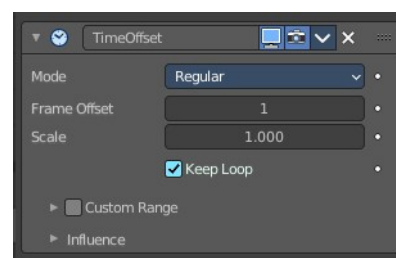 TimeOffset
Mode Regular
Frame Offset 1
Scale 1.000
Keep Loop
Custom Range
Influence